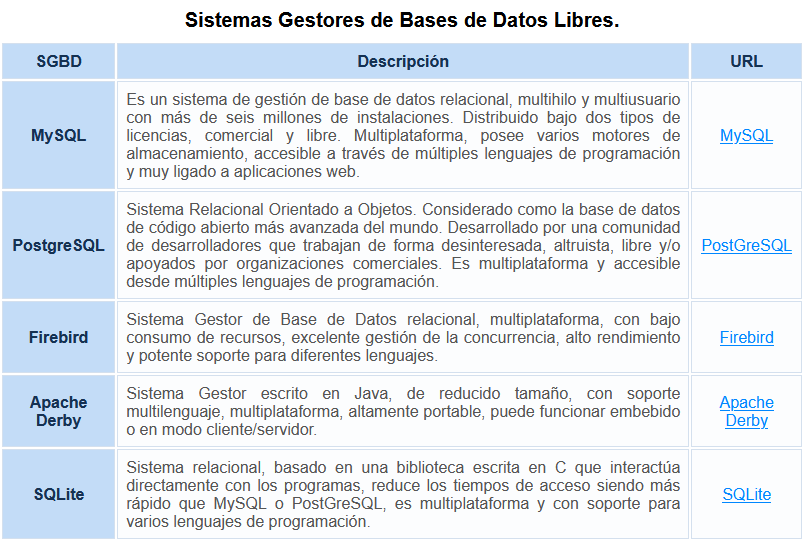 Sistemas Gestores de Bases de Datos Libres.
SGBD Descripción URL
MySQL
Es un sistema de gestión de base de datos relacional, multihilo y multiusuario
con más de seis millones de instalaciones. Distribuido bajo dos tipos de
licencias, comercial y libre. Multiplataforma, posee varios motores de
almacenamiento, accesible a través de múltiples lenguajes de programación
y muy ligado a aplicaciones web.
MySQL
PostgreSQL
Sistema Relacional Orientado a Objetos. Considerado como la base de datos
de código abierto más avanzada del mundo. Desarrollado por una comunidad
de desarrolladores que trabajan de forma desinteresada, altruista, libre y/o
apoyados por organizaciones comerciales. Es multiplataforma y accesible
desde múltiples lenguajes de programación.
PostGreSQL
Firebird
Sistema Gestor de Base de Datos relacional, multiplataforma, con bajo
consumo de recursos, excelente gestión de la concurrencia, alto rendimiento
y potente soporte para diferentes lenguajes.
Firebird
Apache
Derby
Sistema Gestor escrito en Java, de reducido tamaño, con soporte
multilenguaje, multiplataforma, altamente portable, puede funcionar embebido
o en modo cliente/servidor.
Apache
Derby
SQLite
Sistema relacional, basado en una biblioteca escrita en C que interactúa
directamente con los programas, reduce los tiempos de acceso siendo más
rápido que MySQL o PostGreSQL, es multiplataforma y con soporte para
varios lenguajes de programación.
SQLite